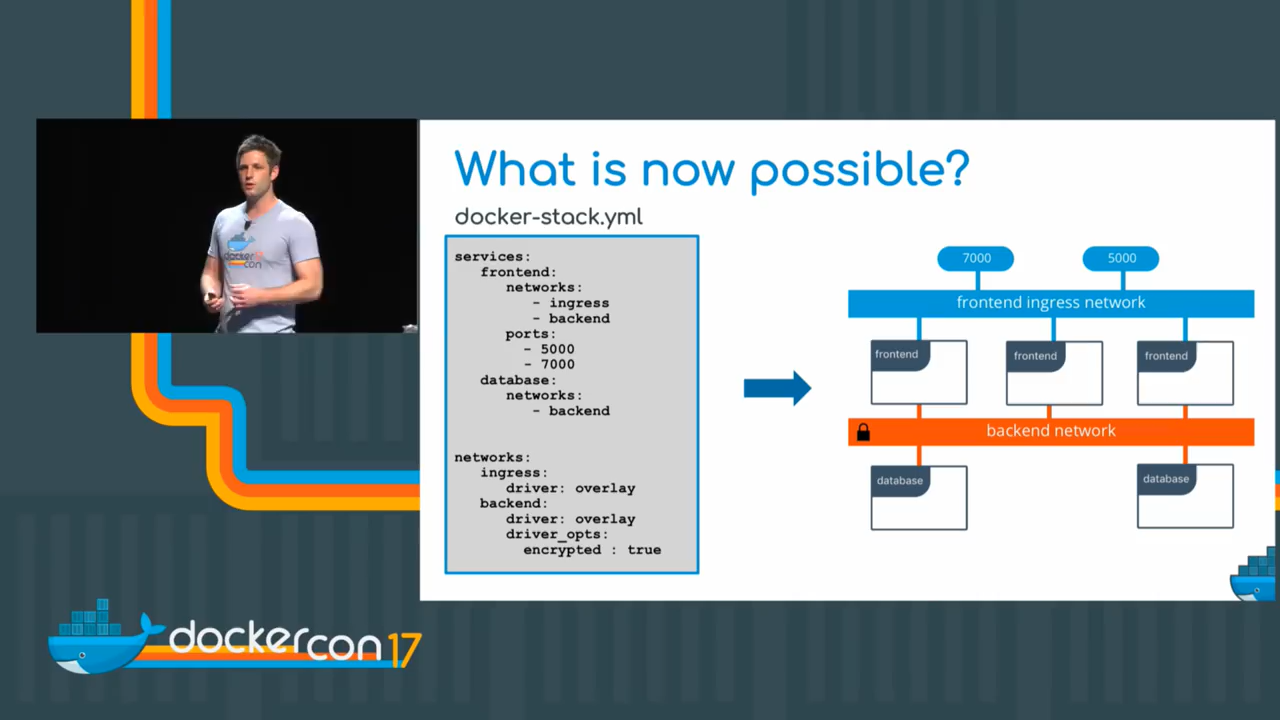 What is now possible?
docker-stack.yml
services:
frontend:
networks:
- ingress
- backend
ports:
- 5000
- 7000
database:
networks:
- backend
networks:
ingress:
driver: overlay
backend:
driver: overlay
driver_opts:
encrypted : true
7000
5000
frontend ingress network
frontend
frontend
frontend
backend network
database
database
docker
con
dockercon17